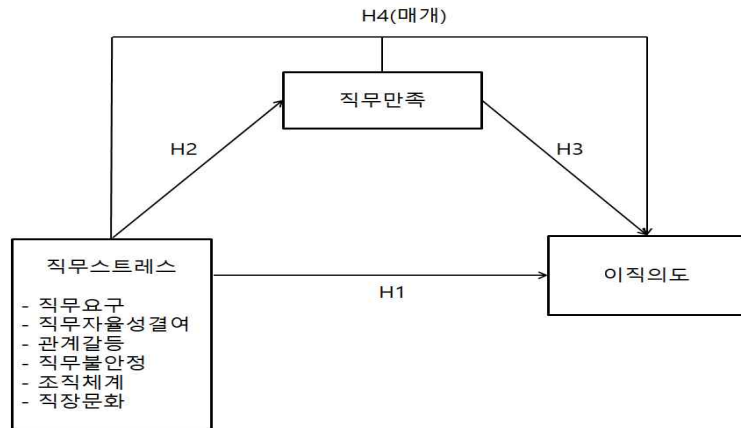 H4(매개)
직무만족
H2
H3
직무스트레스
- 직무요구
- 직무자율성결여
- 관계갈등
- 직무불안정
- 조직체계
- 직장문화
H1
이직의도